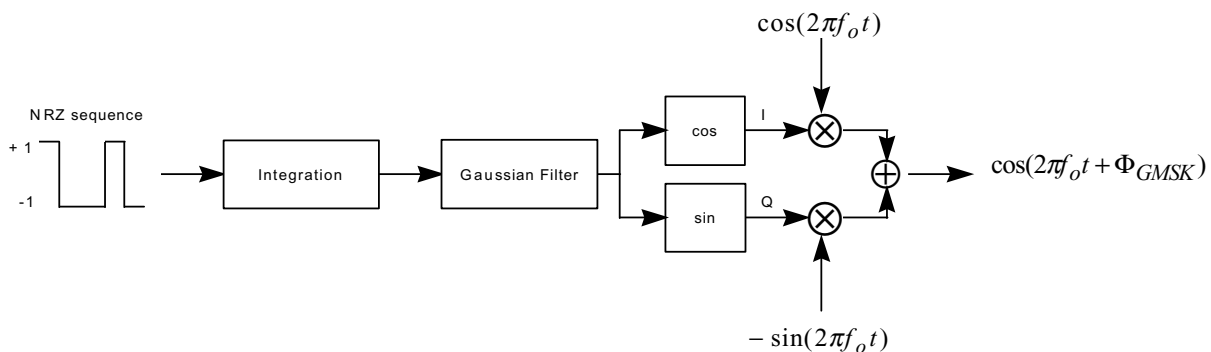 cos(2πf_o t)
NRZ sequence
+ 1
-1
Integration
Gaussian Filter
cos
I
sin
Q
cos(2πf_o t + Φ_GMSK)
− sin(2πf_o t)